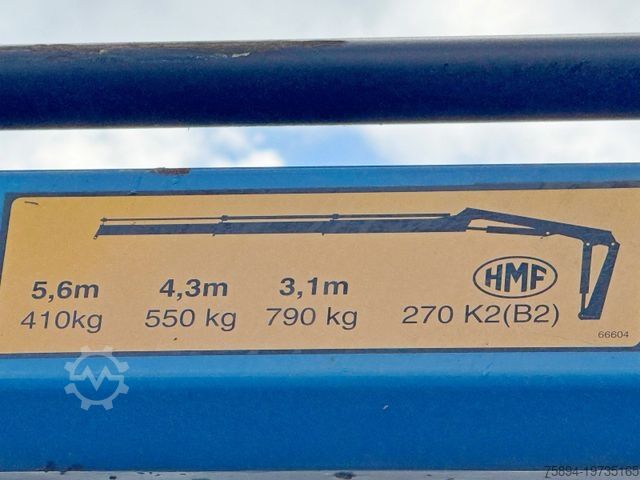 5,6m 4,3m 3,1m HMF
410kg 550 kg 790 kg 270 K2(B2)
66604
75894-19735165